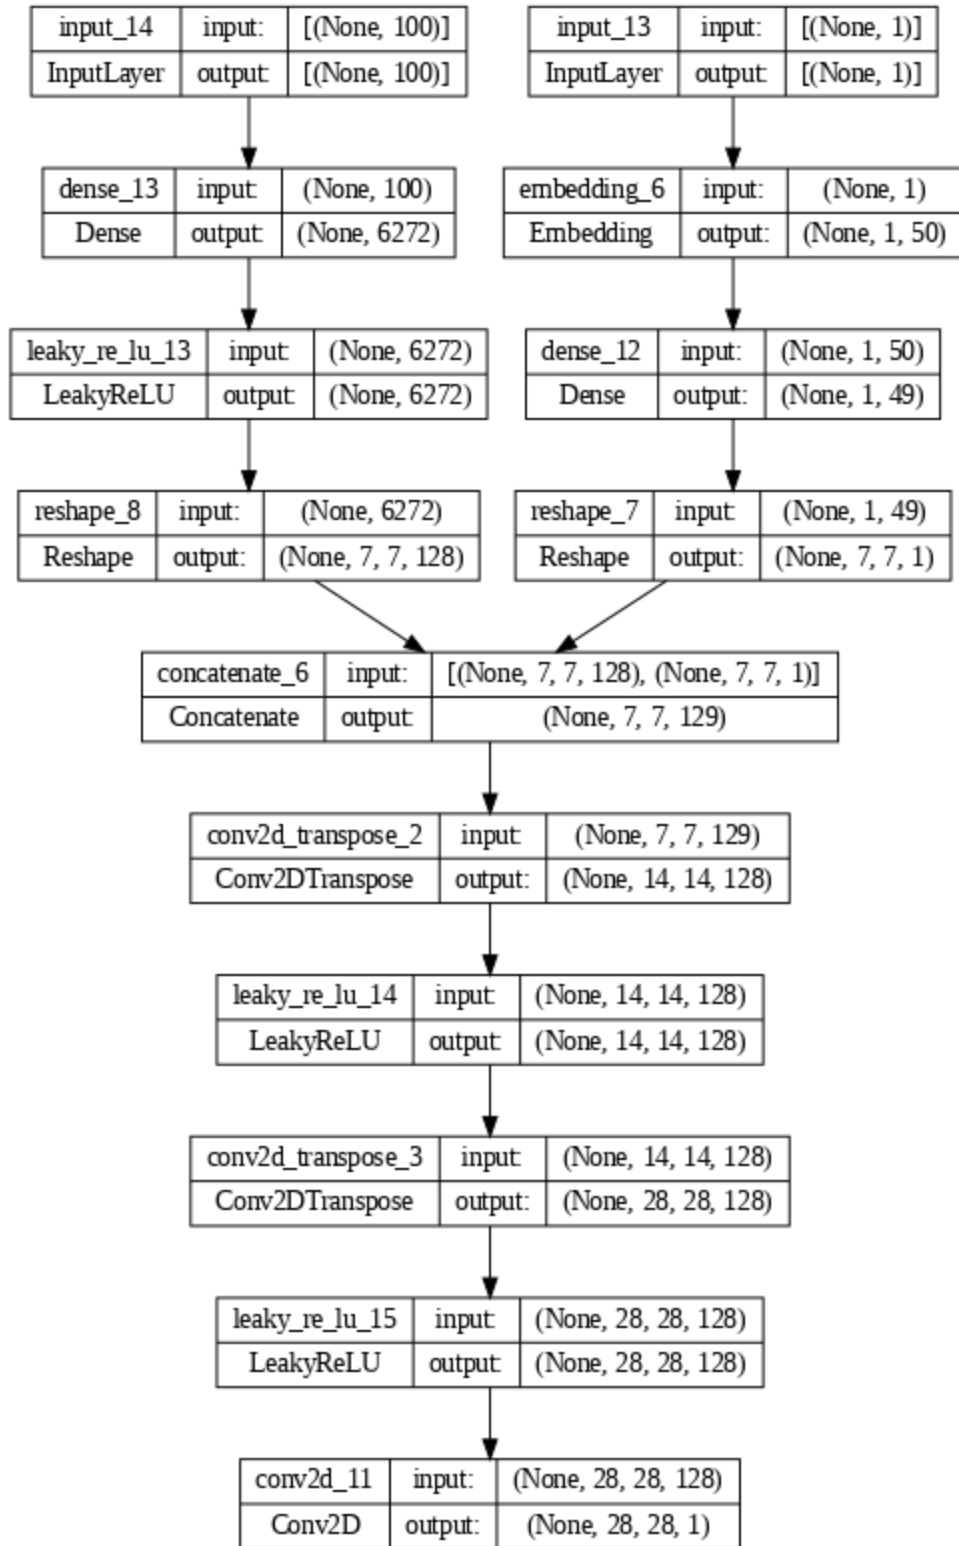 input_14 input: [(None, 100)]
InputLayer output: [(None, 100)]
input_13 input: [(None, 1)]
InputLayer output: [(None, 1)]
dense_13 input: (None, 100)
Dense output: (None, 6272)
embedding_6 input: (None, 1)
Embedding output: (None, 1, 50)
leaky_re_lu_13 input: (None, 6272)
LeakyReLU output: (None, 6272)
dense_12 input: (None, 1, 50)
Dense output: (None, 1, 49)
reshape_8 input: (None, 6272)
Reshape output: (None, 7, 7, 128)
reshape_7 input: (None, 1, 49)
Reshape output: (None, 7, 7, 1)
concatenate_6 input: [(None, 7, 7, 128), (None, 7, 7, 1)]
Concatenate output: (None, 7, 7, 129)
conv2d_transpose_2 input: (None, 7, 7, 129)
Conv2DTranspose output: (None, 14, 14, 128)
leaky_re_lu_14 input: (None, 14, 14, 128)
LeakyReLU output: (None, 14, 14, 128)
conv2d_transpose_3 input: (None, 14, 14, 128)
Conv2DTranspose output: (None, 28, 28, 128)
leaky_re_lu_15 input: (None, 28, 28, 128)
LeakyReLU output: (None, 28, 28, 128)
conv2d_11 input: (None, 28, 28, 128)
Conv2D output: (None, 28, 28, 1)